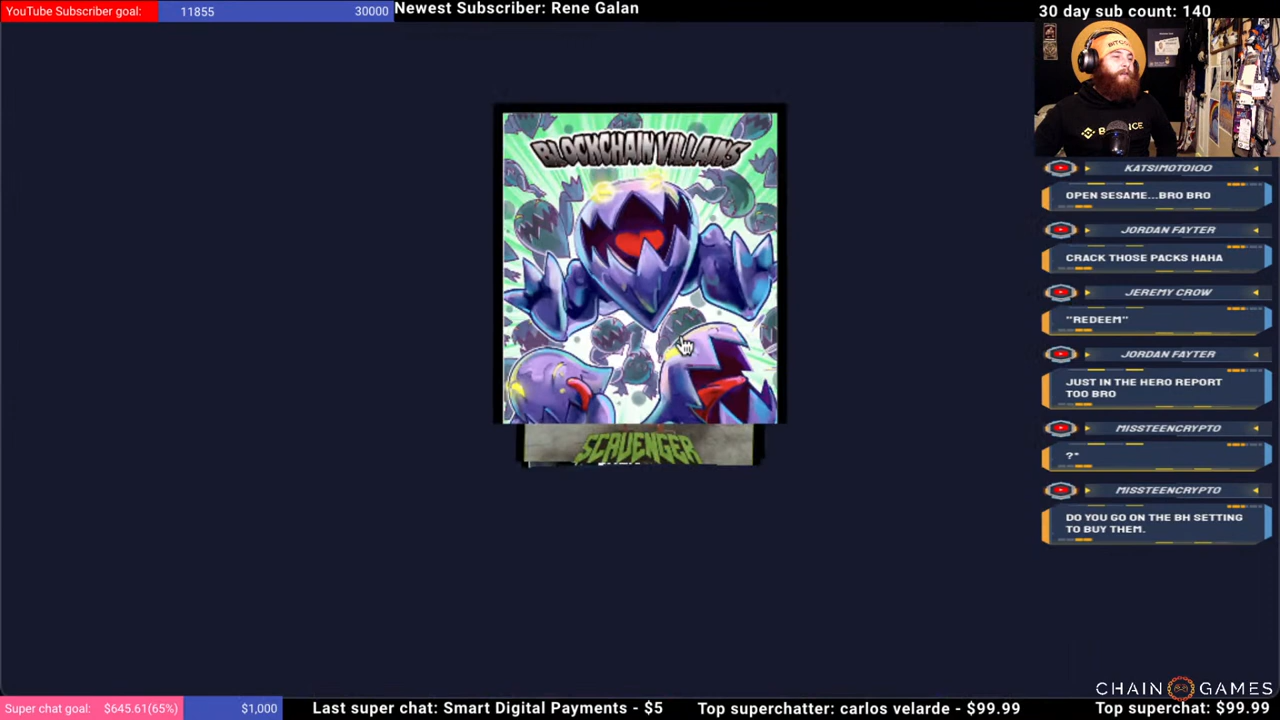 YouTube Subscriber goal: 11855 30000
Newest Subscriber: Rene Galan
30 day sub count: 140
BITCOIN
BINANCE
BLOCKCHAIN VILLAINS
SCAVENGER
KATSIMOTO100
OPEN SESAME...BRO BRO
JORDAN FAYTER
CRACK THOSE PACKS HAHA
JEREMY CROW
"REDEEM"
JORDAN FAYTER
JUST IN THE HERO REPORT
TOO BRO
MISSTEENCRYPTO
?*
MISSTEENCRYPTO
DO YOU GO ON THE BH SETTING
TO BUY THEM.
CHAIN GAMES
Super chat goal: $645.61(65%) $1,000
Last super chat: Smart Digital Payments - $5
Top superchatter: carlos velarde - $99.99
Top superchat: $99.99